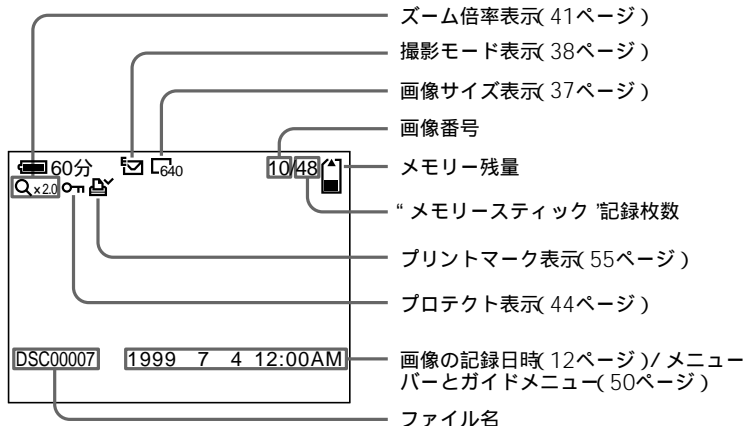 ズーム倍率表示( 41ページ )
撮影モード表示( 38ページ )
画像サイズ表示( 37ページ )
画像番号
60分 E 640 10/48
メモリー残量
×2.0
“ メモリースティック ”記録枚数
プリントマーク表示( 55ページ )
プロテクト表示( 44ページ )
DSC00007 1999 7 4 12:00AM
画像の記録日時( 12ページ )/ メニュー
バーとガイドメニュー( 50ページ )
ファイル名